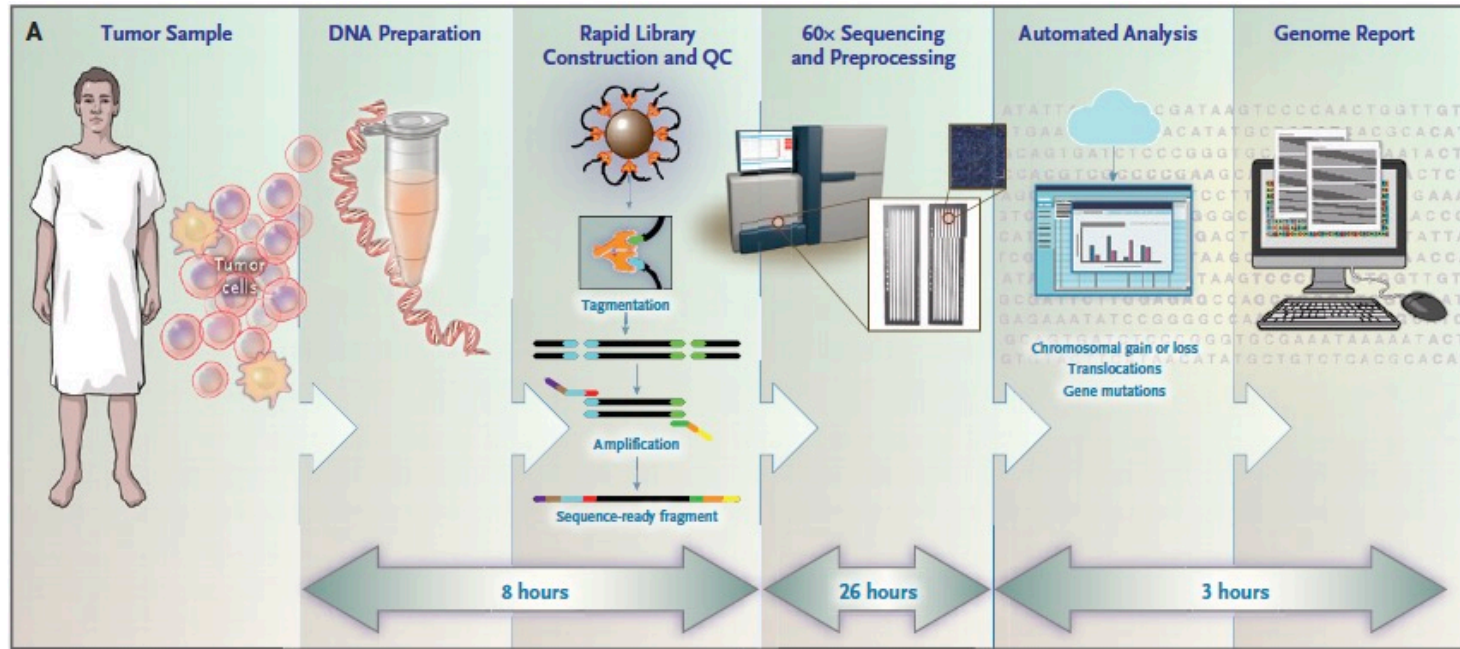 A
Tumor Sample
DNA Preparation
Rapid Library
Construction and QC
60× Sequencing
and Preprocessing
Automated Analysis
Genome Report
Tumor
cells
Tagmentation
Amplification
Sequence-ready fragment
Chromosomal gain or loss
Translocations
Gene mutations
8 hours
26 hours
3 hours